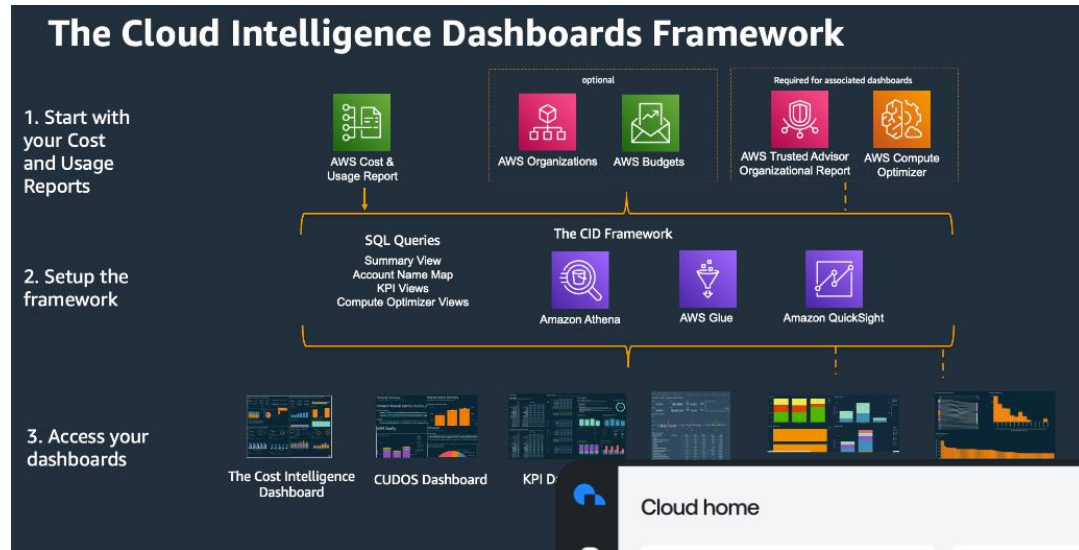 The Cloud Intelligence Dashboards Framework
1. Start with
your Cost
and Usage
Reports
AWS Cost &
Usage Report
optional
AWS Organizations
AWS Budgets
Required for associated dashboards
AWS Trusted Advisor
Organizational Report
AWS Compute
Optimizer
2. Setup the
framework
SQL Queries
Summary View
Account Name Map
KPI Views
Compute Optimizer Views
The CID Framework
Amazon Athena
AWS Glue
Amazon QuickSight
3. Access your
dashboards
The Cost Intelligence
Dashboard
CUDOS Dashboard
KPI
Cloud home